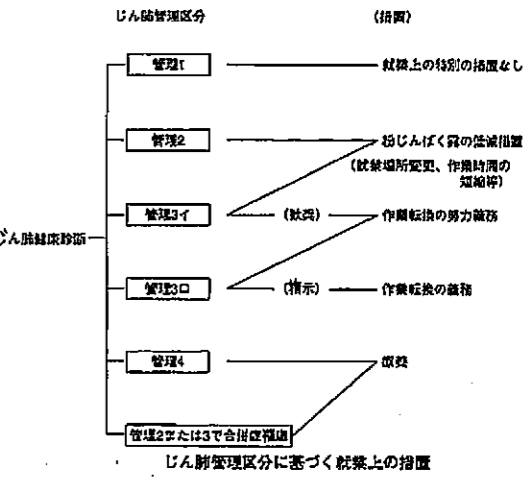 じん肺管理区分 (措置)
管理1 就業上の特別の措置なし
管理2 粉じんばく露の低減措置
(就業場所変更、作業時間の
短縮等)
管理3イ (勧奨) 作業転換の努力義務
じん肺健康診断
管理3ロ (指示) 作業転換の義務
管理4 療養
管理2または3で合併症罹患
じん肺管理区分に基づく就業上の措置